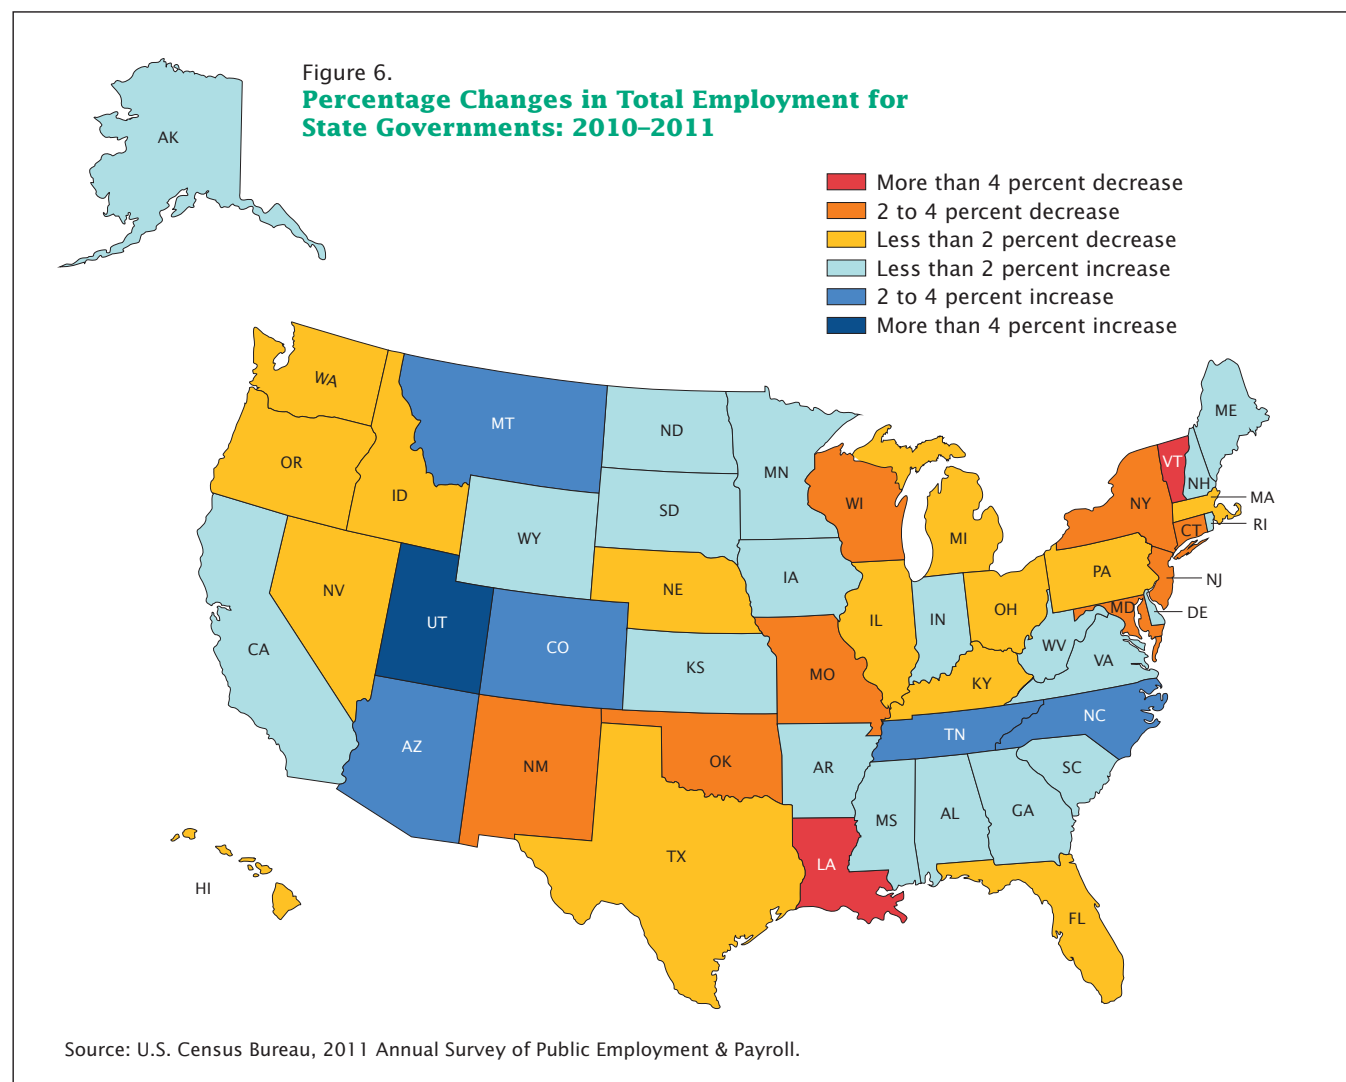 Figure 6.
Percentage Changes in Total Employment for
State Governments: 2010–2011
AK
More than 4 percent decrease
2 to 4 percent decrease
Less than 2 percent decrease
Less than 2 percent increase
2 to 4 percent increase
More than 4 percent increase
WA
MT
ND
MN
ME
VT
NH
OR
ID
SD
WI
NY
MA
MI
CT
RI
WY
IA
PA
NJ
NV
NE
IL
IN
OH
MD
DE
UT
CO
CA
KS
MO
WV
VA
KY
AZ
NM
OK
AR
TN
NC
SC
MS
AL
GA
TX
LA
HI
FL
Source: U.S. Census Bureau, 2011 Annual Survey of Public Employment & Payroll.